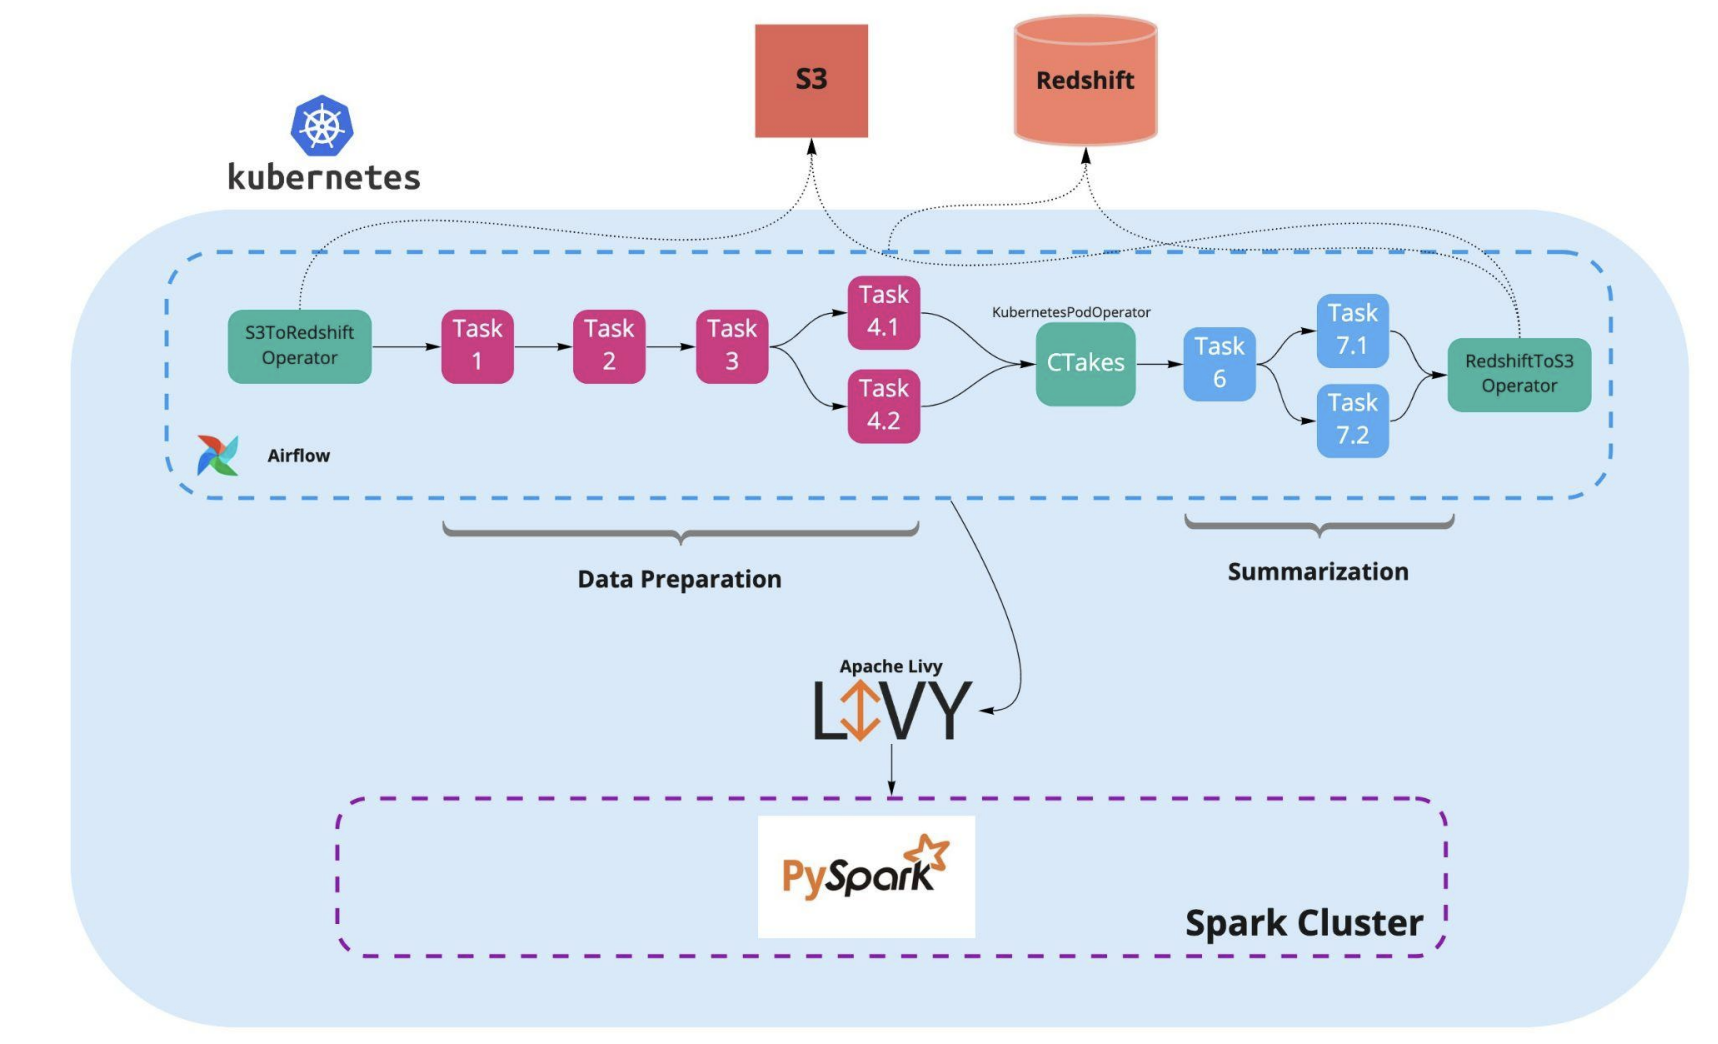 S3
Redshift
kubernetes
S3ToRedshift
Operator
Task
1
Task
2
Task
3
Task
4.1
Task
4.2
KubernetesPodOperator
CTakes
Task
6
Task
7.1
Task
7.2
RedshiftToS3
Operator
Airflow
Data Preparation
Summarization
Apache Livy
LIVY
PySpark
Spark Cluster